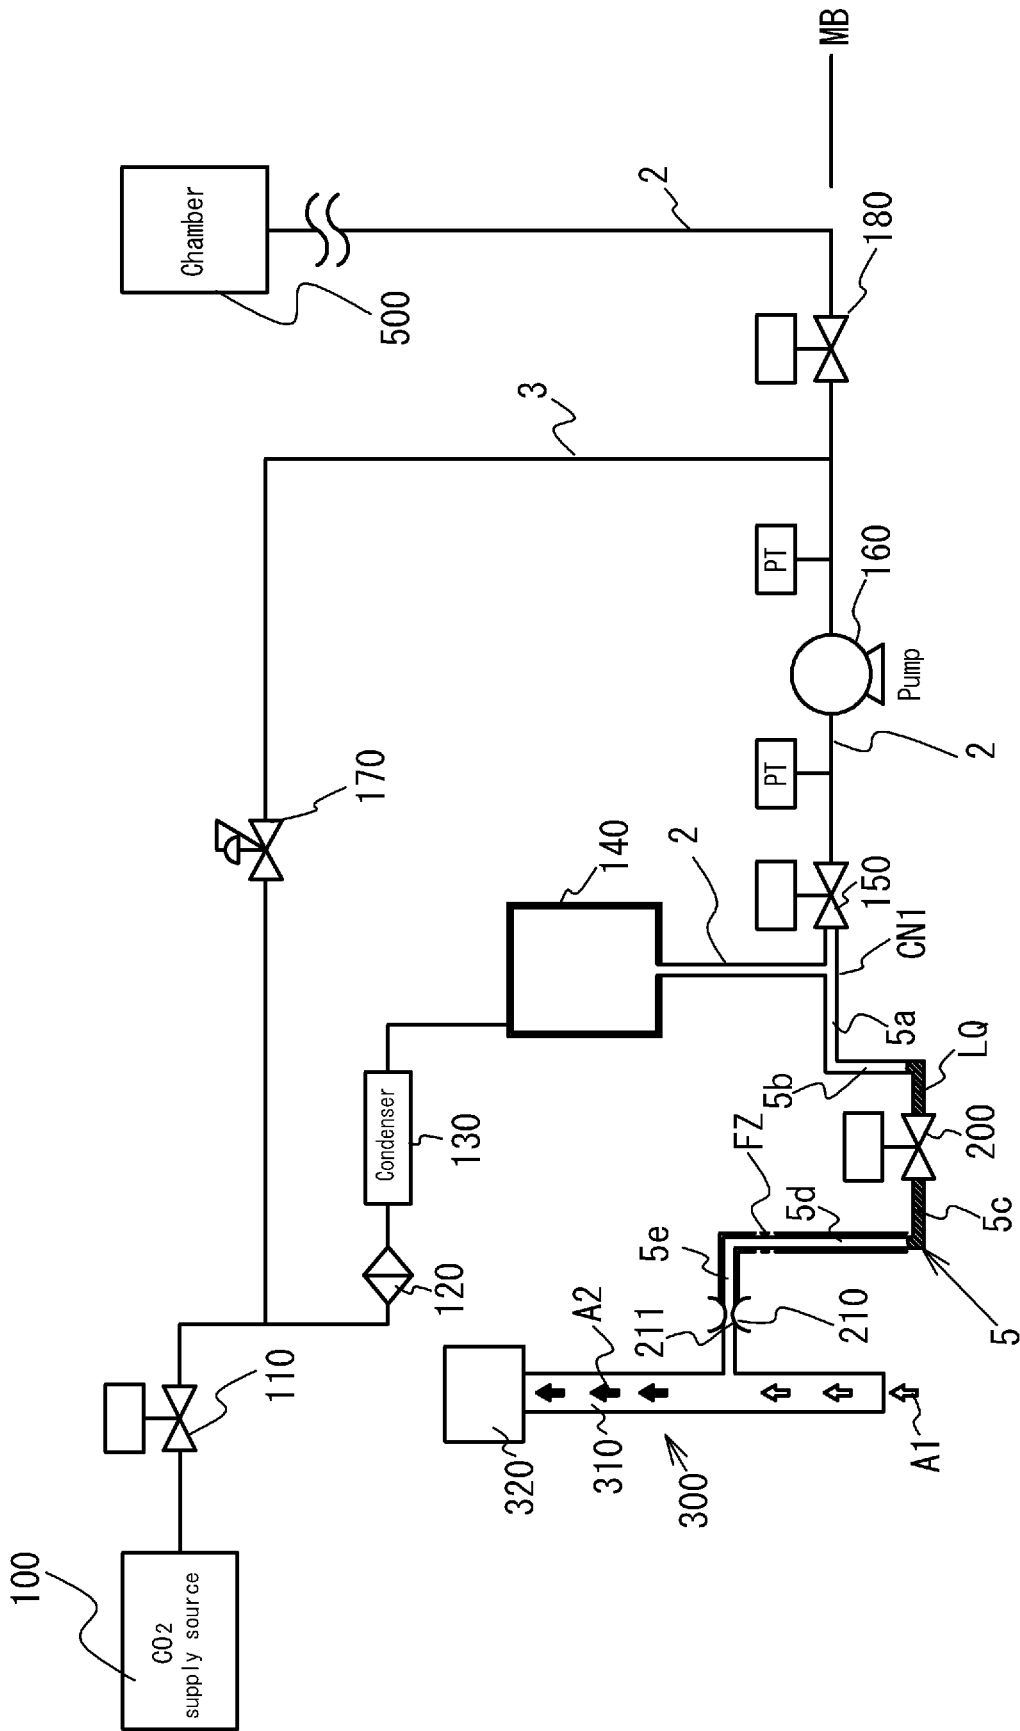 100
CO2
supply source
110
120
Condenser
130
140
170
3
Chamber
500
2
MB
180
PT
160
Pump
2
PT
2
150
CN1
5a
5b
LQ
200
FZ
5d
5c
5
5e
211
210
A2
320
310
300
A1